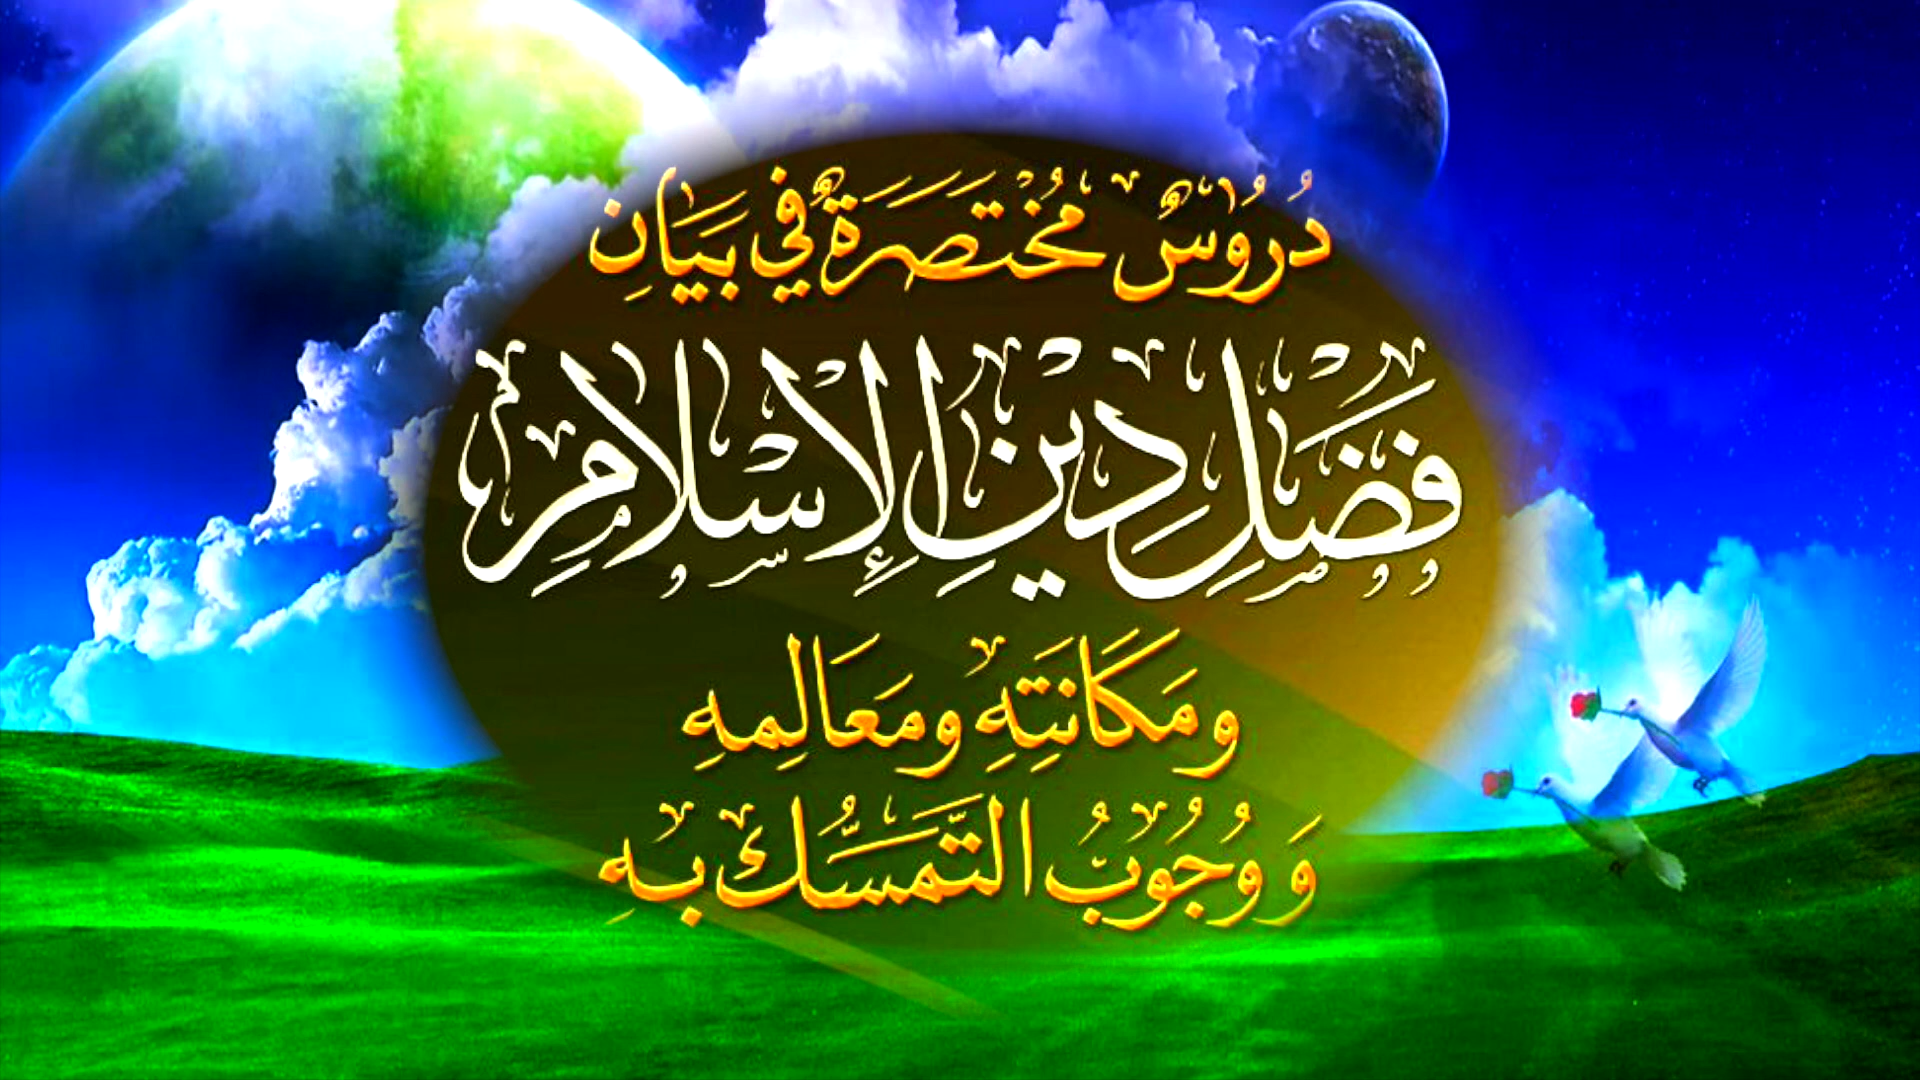 دُرُوسٌ مُخْتَصَرَةٌ فِي بَيَانِ
فَضْلِ دِينِ الإِسْلَامِ
وَمَكَانَتِهِ وَمَعَالِمِهِ
وَوُجُوبُ التَّمَسُّكِ بِهِ